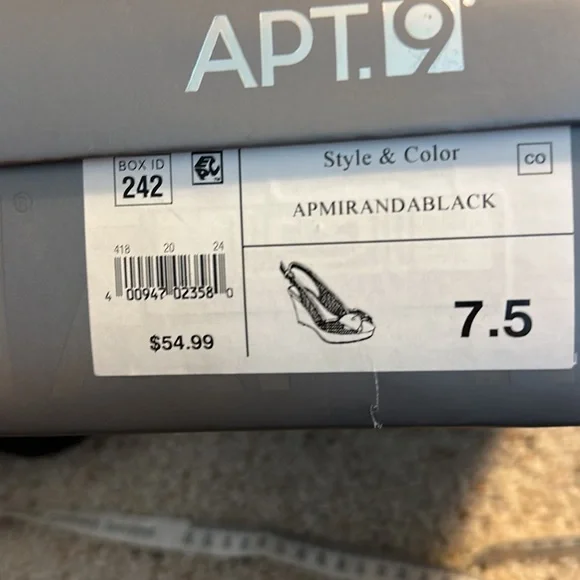 APT.9
BOX ID
242
Style & Color
CO
APMIRANDABLACK
418 20 24
4 00947 02358 0
$54.99
7.5